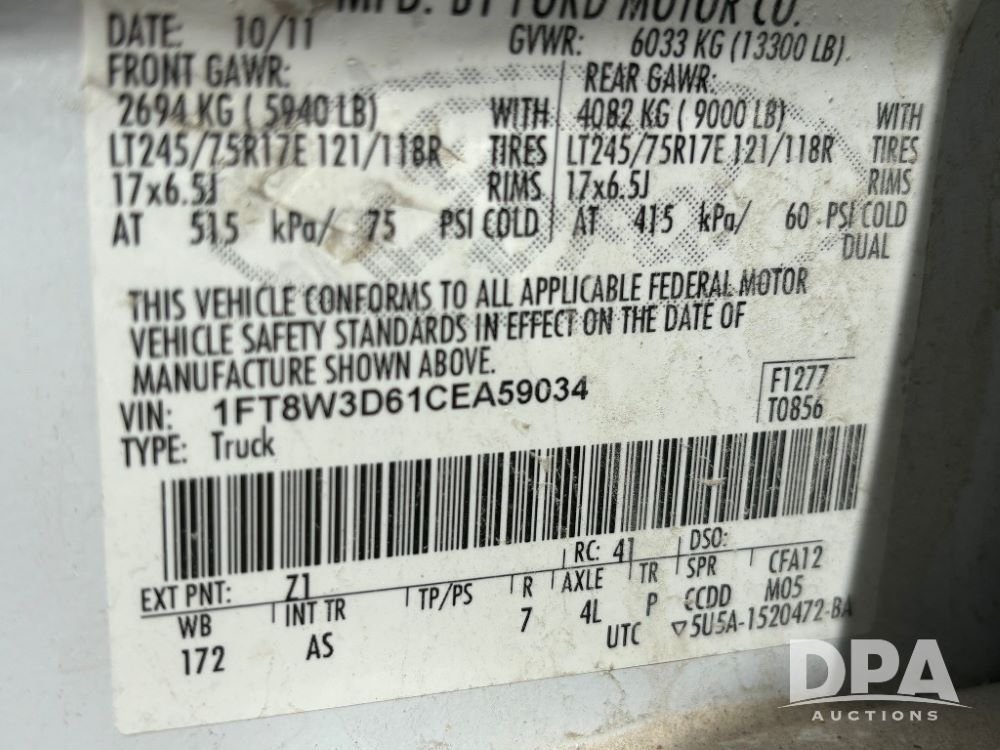 MFD. BY FORD MOTOR CO.
DATE: 10/11 GVWR: 6033 KG (13300 LB)
FRONT GAWR: REAR GAWR:
2694 KG ( 5940 LB) WITH 4082 KG ( 9000 LB) WITH
LT245/75R17E 121/118R TIRES LT245/75R17E 121/118R TIRES
17x6.5J RIMS 17x6.5J RIMS
AT 515 kPa/ 75 PSI COLD AT 415 kPa/ 60 PSI COLD
DUAL
THIS VEHICLE CONFORMS TO ALL APPLICABLE FEDERAL MOTOR
VEHICLE SAFETY STANDARDS IN EFFECT ON THE DATE OF
MANUFACTURE SHOWN ABOVE.
VIN: 1FT8W3D61CEA59034 F1277
TYPE: Truck T0856
EXT PNT: Z1 RC: 41 DSO:
WB INT TR TP/PS R AXLE TR SPR CFA12
172 AS 7 4L P CCDD M05
UTC ▽5U5A-1520472-BA
DPA
AUCTIONS